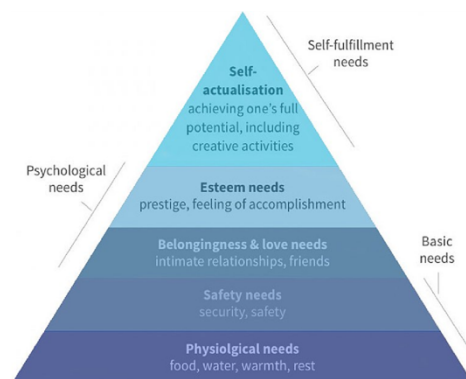 Self-fulfillment
needs
Self-
actualisation
achieving one's full
potential, including
creative activities
Psychological
needs
Esteem needs
prestige, feeling of accomplishment
Belongingness & love needs
intimate relationships, friends
Basic
needs
Safety needs
security, safety
Physiolgical needs
food, water, warmth, rest